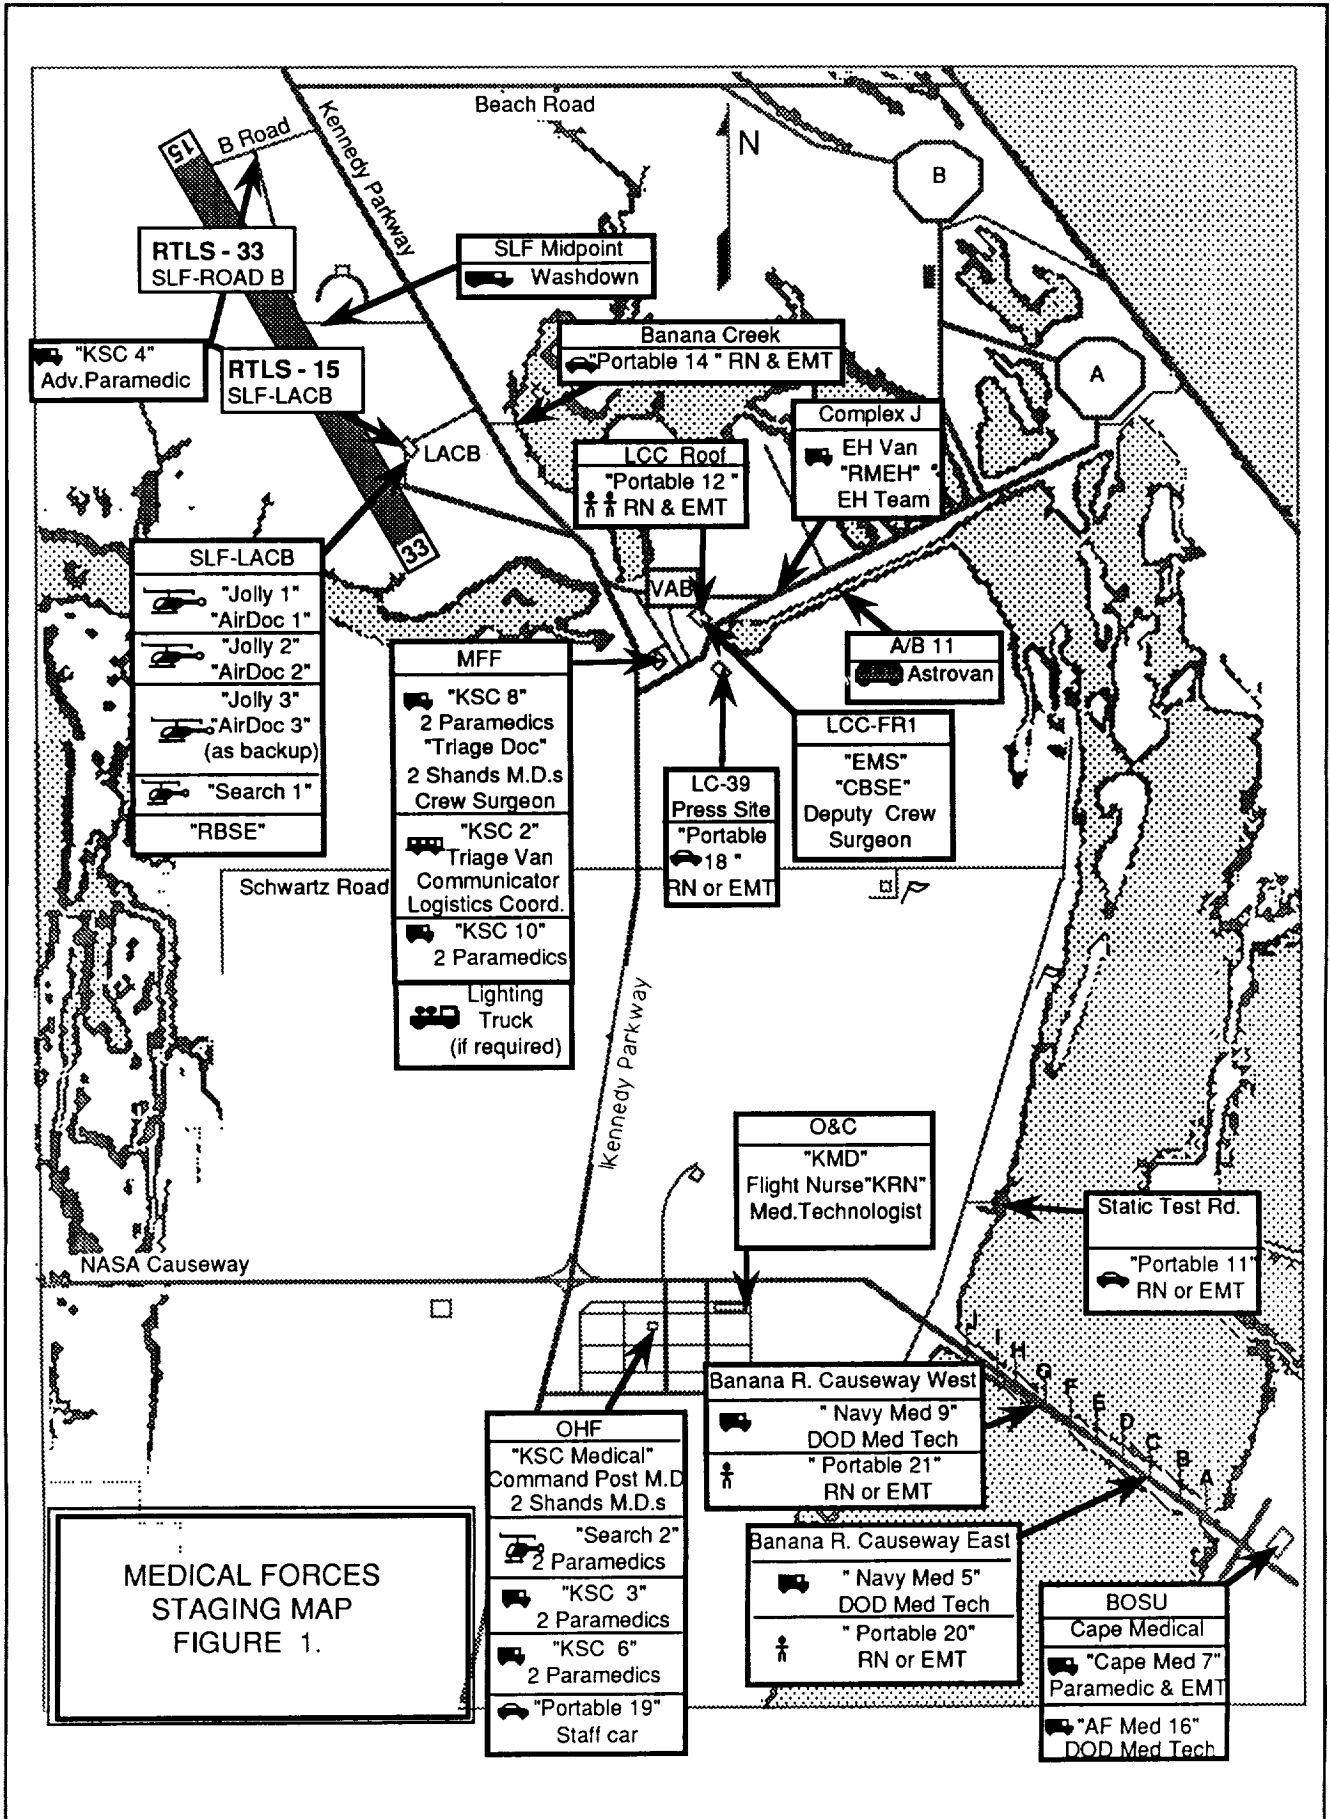 Beach Road
Kennedy Parkway
B Road
15
N
B
RTLS - 33
SLF-ROAD B
SLF Midpoint
Washdown
Banana Creek
"Portable 14" RN & EMT
"KSC 4"
Adv.Paramedic
RTLS - 15
SLF-LACB
A
Complex J
EH Van
"RMEH"
EH Team
LACB
LCC Roof
"Portable 12"
RN & EMT
33
SLF-LACB
"Jolly 1"
"AirDoc 1"
"Jolly 2"
"AirDoc 2"
"Jolly 3"
"AirDoc 3"
(as backup)
"Search 1"
"RBSE"
VAB
MFF
"KSC 8"
2 Paramedics
"Triage Doc"
2 Shands M.D.s
Crew Surgeon
"KSC 2"
Triage Van
Communicator
Logistics Coord.
"KSC 10"
2 Paramedics
Lighting
Truck
(if required)
A/B 11
Astrovan
LCC-FR1
"EMS"
"CBSE"
Deputy Crew
Surgeon
LC-39
Press Site
"Portable
18 "
RN or EMT
Schwartz Road
Kennedy Parkway
O&C
"KMD"
Flight Nurse"KRN"
Med.Technologist
Static Test Rd.
"Portable 11"
RN or EMT
NASA Causeway
J
I
H
G
F
E
D
C
B
A
Banana R. Causeway West
" Navy Med 9"
DOD Med Tech
" Portable 21"
RN or EMT
OHF
"KSC Medical"
Command Post M.D
2 Shands M.D.s
"Search 2"
2 Paramedics
"KSC 3"
2 Paramedics
"KSC 6"
2 Paramedics
"Portable 19"
Staff car
Banana R. Causeway East
" Navy Med 5"
DOD Med Tech
" Portable 20"
RN or EMT
BOSU
Cape Medical
"Cape Med 7"
Paramedic & EMT
"AF Med 16"
DOD Med Tech
MEDICAL FORCES
STAGING MAP
FIGURE 1.